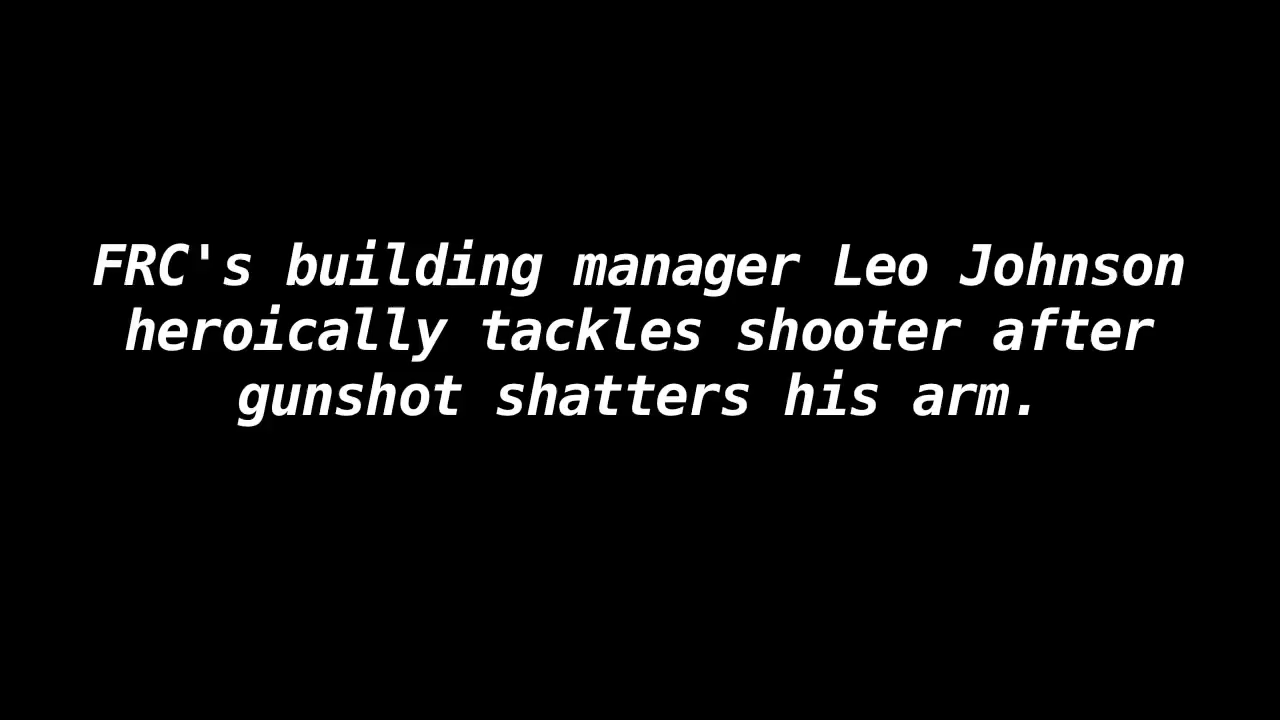 FRC's building manager Leo Johnson
heroically tackles shooter after
gunshot shatters his arm.